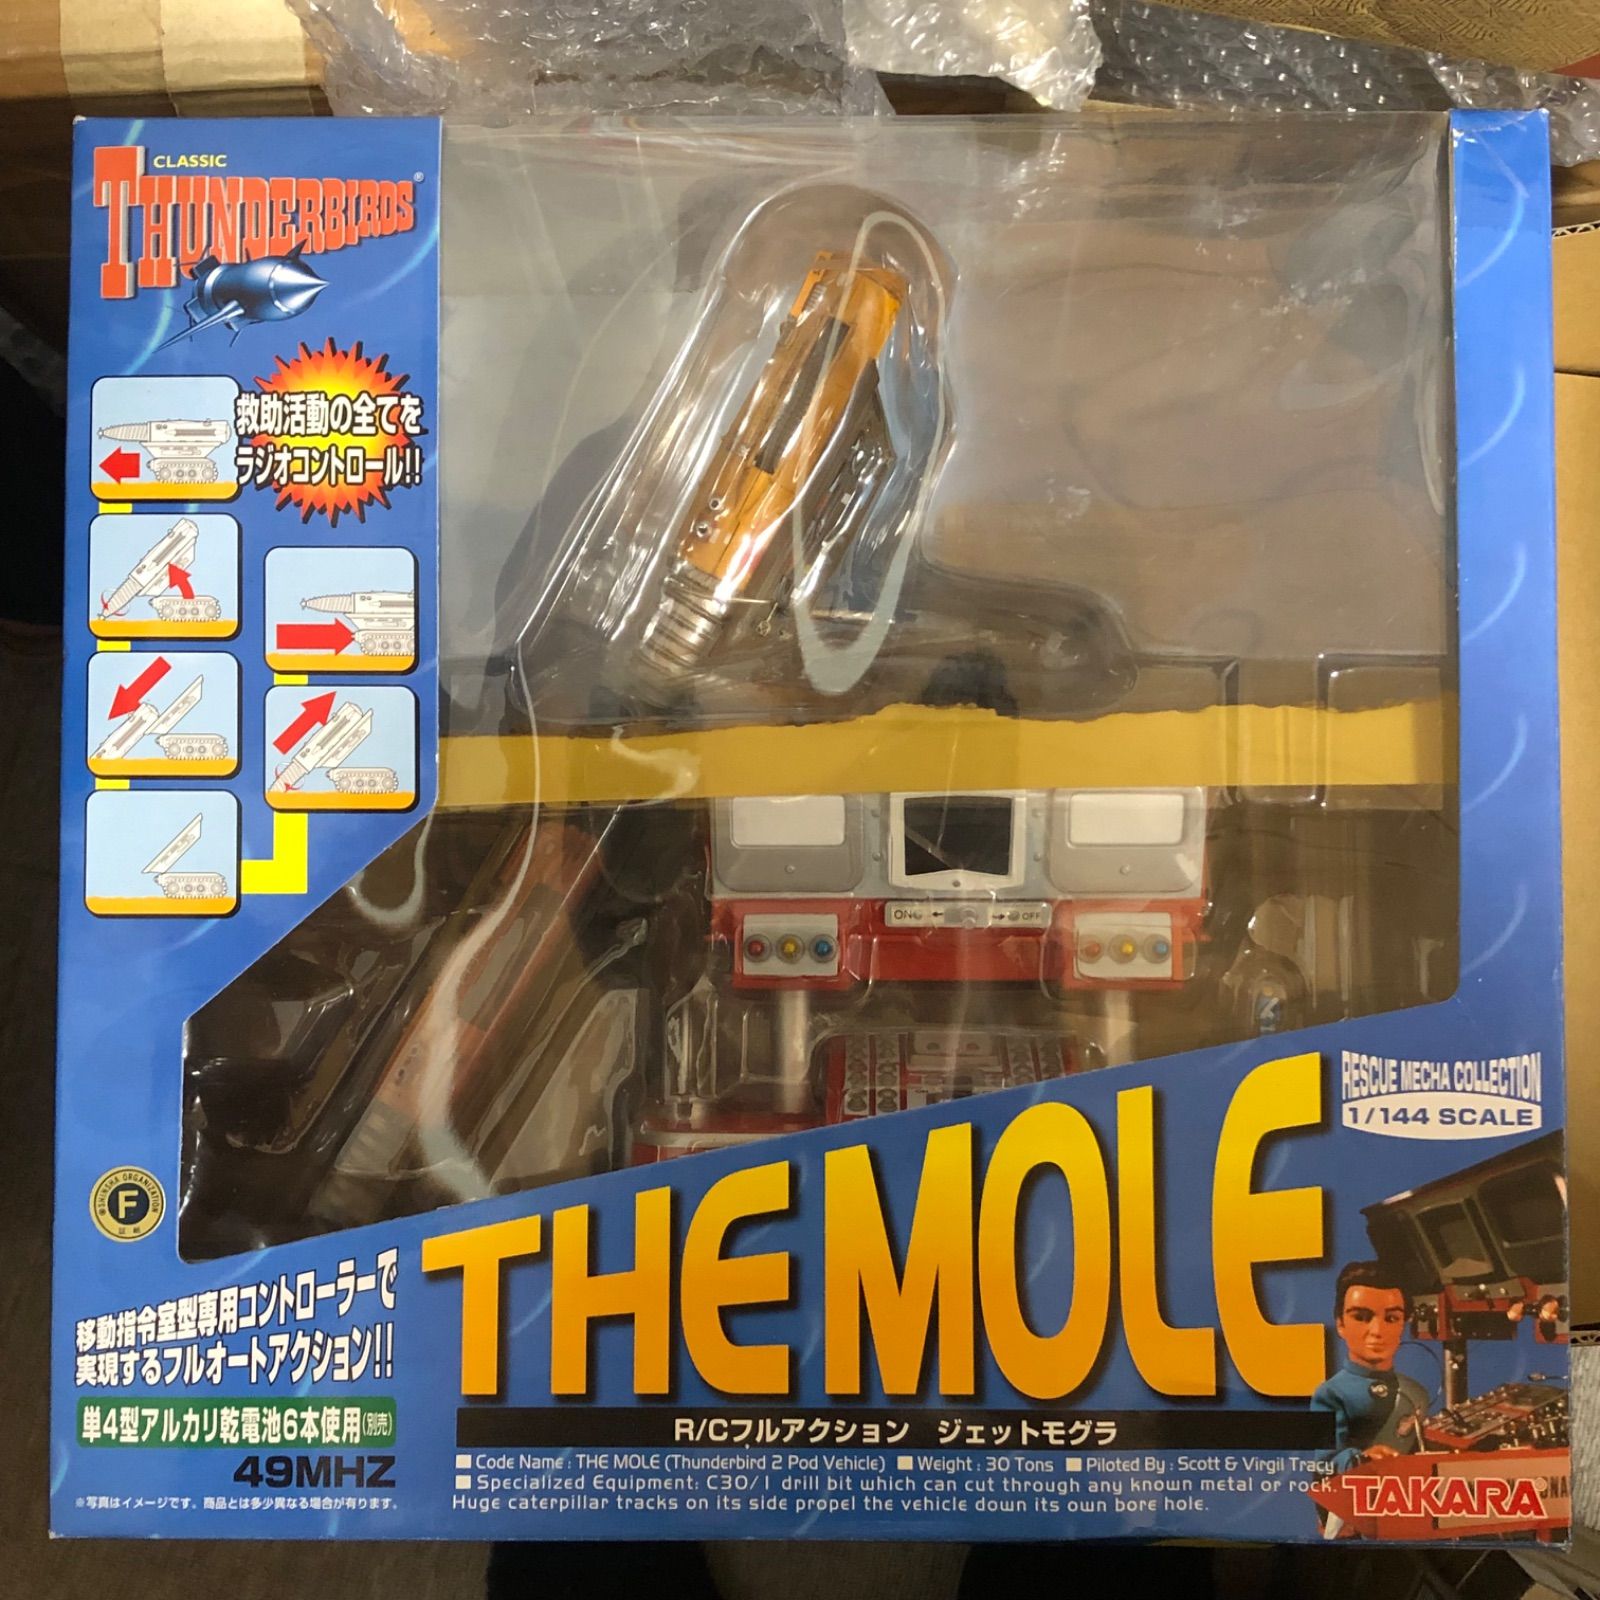 CLASSIC
THUNDERBIRDS®
救助活動の全てを
ラジオコントロール!!
ON
OFF
RESCUE MECHA COLLECTION
1/144 SCALE
THE MOLE
SHINSHA ORGANIZATION
F
移動指令室型専用コントローラーで
実現するフルオートアクション!!
単4型アルカリ乾電池6本使用(別売)
49MHZ
※写真はイメージです。商品とは多少異なる場合が有ります。
R/Cフルアクション ジェットモグラ
■Code Name : THE MOLE (Thunderbird 2 Pod Vehicle) ■Weight : 30 Tons ■Piloted By : Scott & Virgil Tracy
■Specialized Equipment: C30/1 drill bit which can cut through any known metal or rock.
Huge caterpillar tracks on its side propel the vehicle down its own bore hole.
TAKARA